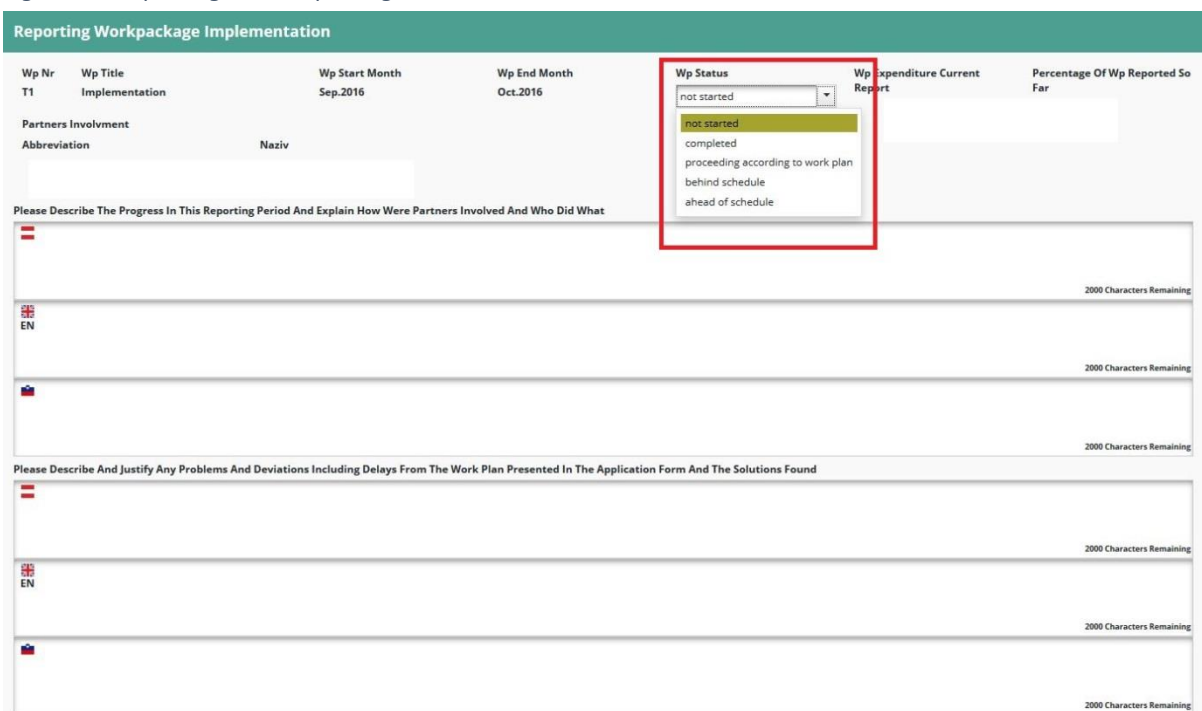 Reporting Workpackage Implementation
Wp Nr Wp Title Wp Start Month Wp End Month Wp Status Wp Expenditure Current Report Percentage Of Wp Reported So Far
T1 Implementation Sep.2016 Oct.2016 not started
Partners Involvment
Abbreviation Naziv
not started
completed
proceeding according to work plan
behind schedule
ahead of schedule
Please Describe The Progress In This Reporting Period And Explain How Were Partners Involved And Who Did What
2000 Characters Remaining
EN
2000 Characters Remaining
2000 Characters Remaining
Please Describe And Justify Any Problems And Deviations Including Delays From The Work Plan Presented In The Application Form And The Solutions Found
2000 Characters Remaining
EN
2000 Characters Remaining
2000 Characters Remaining